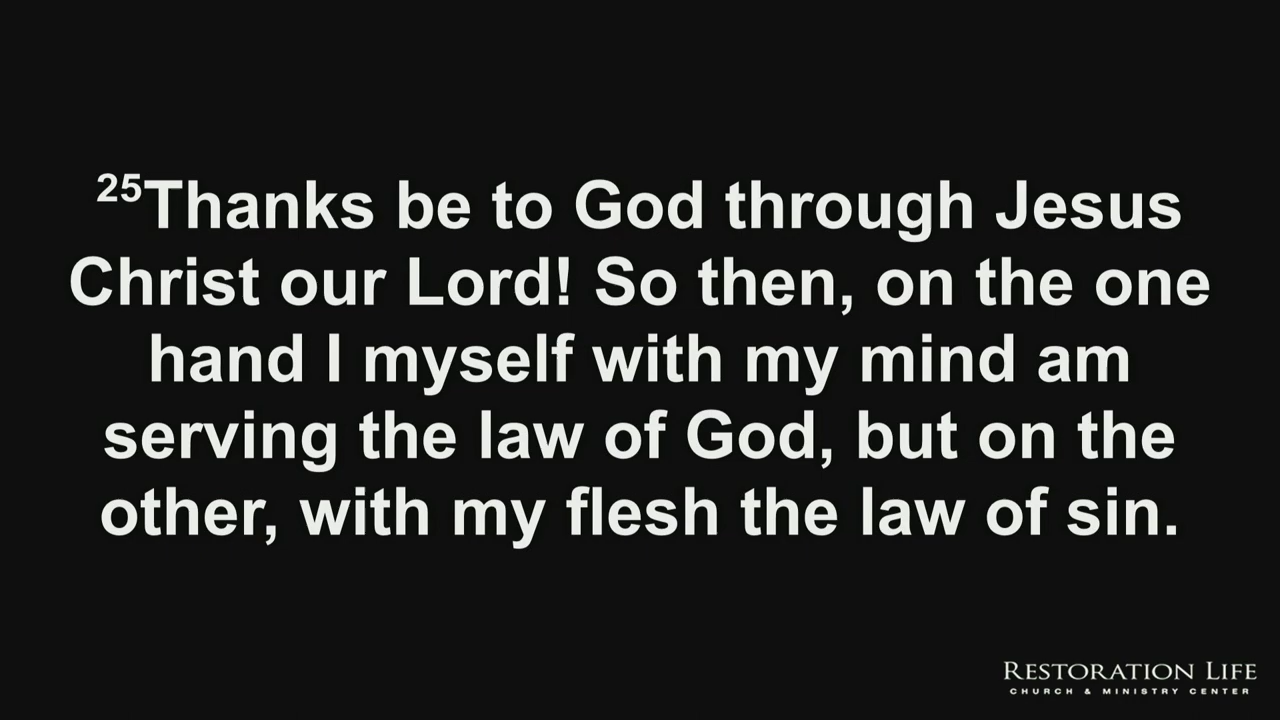 25Thanks be to God through Jesus
Christ our Lord! So then, on the one
hand I myself with my mind am
serving the law of God, but on the
other, with my flesh the law of sin.
RESTORATION LIFE
CHURCH & MINISTRY CENTER